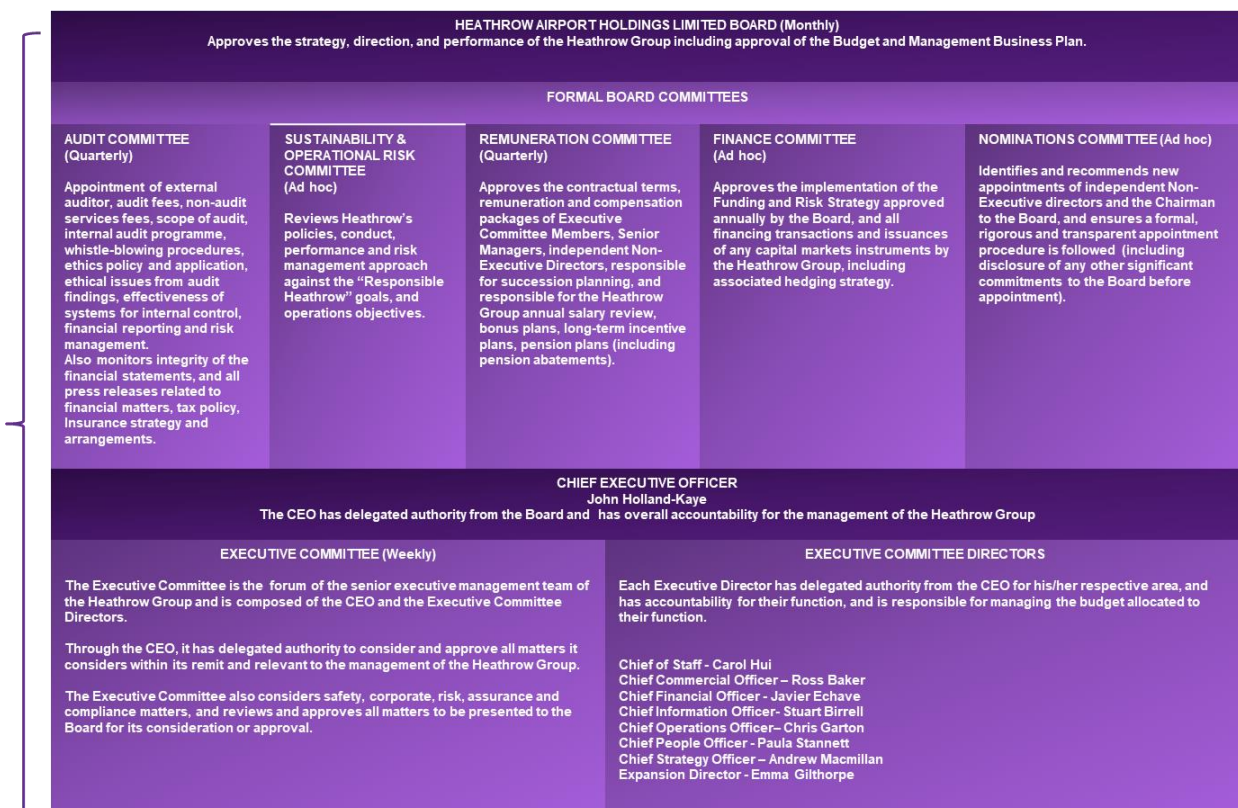 HEATHROW AIRPORT HOLDINGS LIMITED BOARD (Monthly)
Approves the strategy, direction, and performance of the Heathrow Group including approval of the Budget and Management Business Plan.
FORMAL BOARD COMMITTEES
AUDIT COMMITTEE
(Quarterly)
Appointment of external
auditor, audit fees, non-audit
services fees, scope of audit,
internal audit programme,
whistle-blowing procedures,
ethics policy and application,
ethical issues from audit
findings, effectiveness of
systems for internal control,
financial reporting and risk
management.
Also monitors integrity of the
financial statements, and all
press releases related to
financial matters, tax policy,
Insurance strategy and
arrangements.
SUSTAINABILITY &
OPERATIONAL RISK
COMMITTEE
(Ad hoc)
Reviews Heathrow's
policies, conduct,
performance and risk
management approach
against the "Responsible
Heathrow" goals, and
operations objectives.
REMUNERATION COMMITTEE
(Quarterly)
Approves the contractual terms,
remuneration and compensation
packages of Executive
Committee Members, Senior
Managers, independent Non-
Executive Directors, responsible
for succession planning, and
responsible for the Heathrow
Group annual salary review,
bonus plans, long-term incentive
plans, pension plans (including
pension abatements).
FINANCE COMMITTEE
(Ad hoc)
Approves the implementation of the
Funding and Risk Strategy approved
annually by the Board, and all
financing transactions and issuances
of any capital markets instruments by
the Heathrow Group, including
associated hedging strategy.
NOMINATIONS COMMITTEE (Ad hoc)
Identifies and recommends new
appointments of independent Non-
Executive directors and the Chairman
to the Board, and ensures a formal,
rigorous and transparent appointment
procedure is followed (including
disclosure of any other significant
commitments to the Board before
appointment).
CHIEF EXECUTIVE OFFICER
John Holland-Kaye
The CEO has delegated authority from the Board and has overall accountability for the management of the Heathrow Group
EXECUTIVE COMMITTEE (Weekly)
The Executive Committee is the forum of the senior executive management team of
the Heathrow Group and is composed of the CEO and the Executive Committee
Directors.
Through the CEO, it has delegated authority to consider and approve all matters it
considers within its remit and relevant to the management of the Heathrow Group.
The Executive Committee also considers safety, corporate, risk, assurance and
compliance matters, and reviews and approves all matters to be presented to the
Board for its consideration or approval.
EXECUTIVE COMMITTEE DIRECTORS
Each Executive Director has delegated authority from the CEO for his/her respective area, and
has accountability for their function, and is responsible for managing the budget allocated to
their function.
Chief of Staff - Carol Hui
Chief Commercial Officer – Ross Baker
Chief Financial Officer - Javier Echave
Chief Information Officer- Stuart Birrell
Chief Operations Officer– Chris Garton
Chief People Officer - Paula Stannett
Chief Strategy Officer – Andrew Macmillan
Expansion Director - Emma Gilthorpe